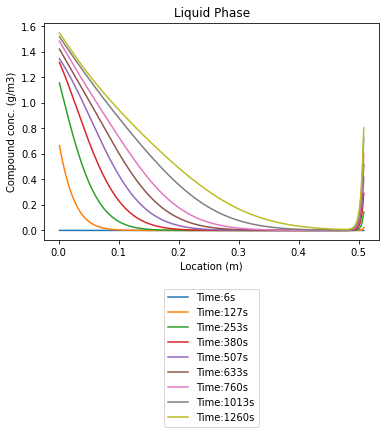 Liquid Phase
Compound conc. (g/m3)
1.6
1.4
1.2
1.0
0.8
0.6
0.4
0.2
0.0
0.0 0.1 0.2 0.3 0.4 0.5
Location (m)
Time:6s
Time:127s
Time:253s
Time:380s
Time:507s
Time:633s
Time:760s
Time:1013s
Time:1260s